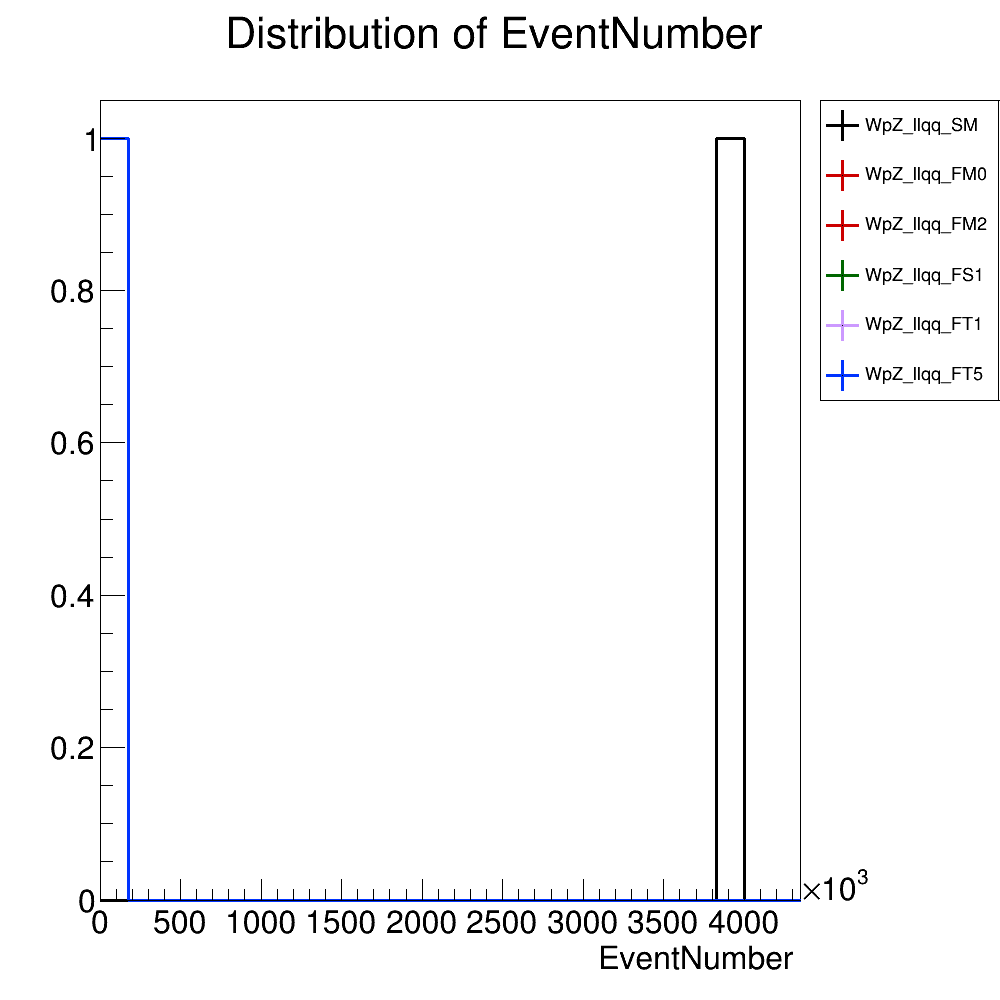 Distribution of EventNumber
1
0.8
0.6
0.4
0.2
0
0 500 1000 1500 2000 2500 3000 3500 4000
×10³
EventNumber
WpZ_llqq_SM
WpZ_llqq_FM0
WpZ_llqq_FM2
WpZ_llqq_FS1
WpZ_llqq_FT1
WpZ_llqq_FT5